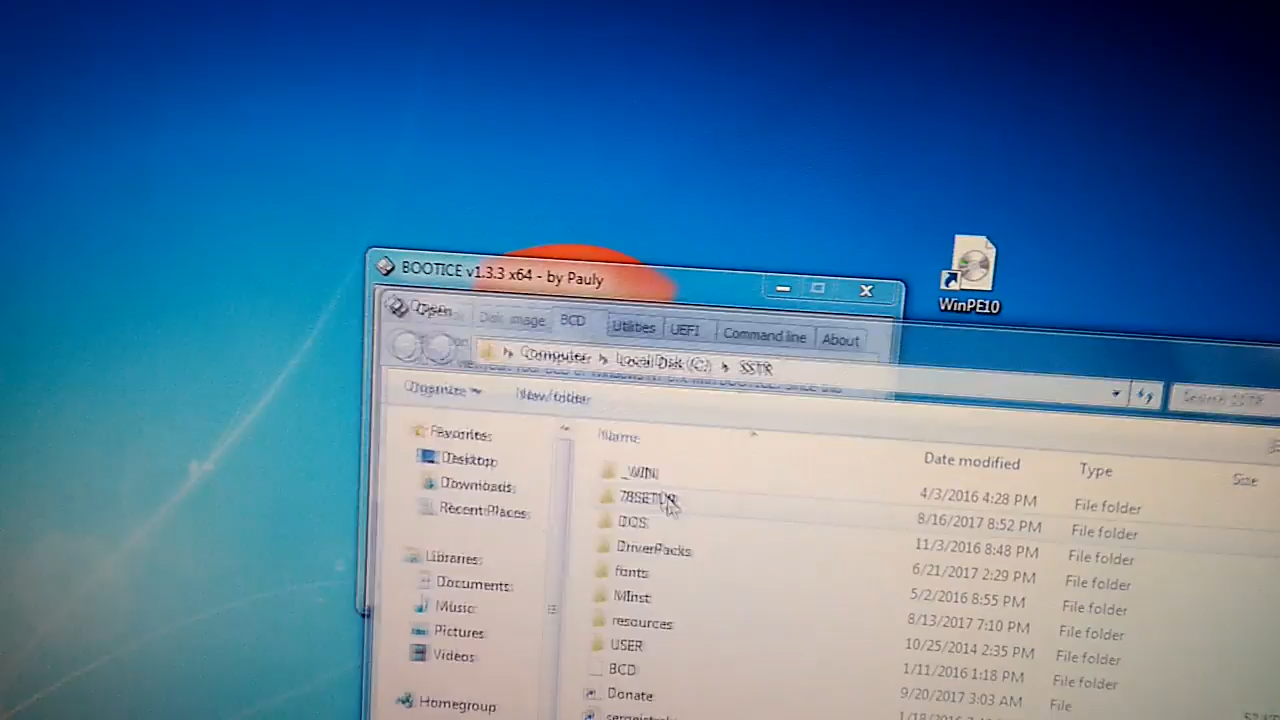 WinPE10
BOOTICE v1.3.3 x64 - by Pauly
Disk image BCD Utilities UEFI Command line About
Open
Computer Local Disk (C:) SSTR
Organize New folder
Name Date modified Type Size
Favorites
Desktop
Downloads
Recent Places
Libraries
Documents
Music
Pictures
Videos
Homegroup
_WIN 4/3/2016 4:28 PM File folder
78SETUP 8/16/2017 8:52 PM File folder
DOS 11/3/2016 8:48 PM File folder
DriverPacks 6/21/2017 2:29 PM File folder
fonts 5/2/2016 8:55 PM File folder
MInst 8/13/2017 7:10 PM File folder
resources 10/25/2014 2:35 PM File folder
USER 1/11/2016 1:18 PM File folder
BCD 9/20/2017 3:03 AM File
Donate